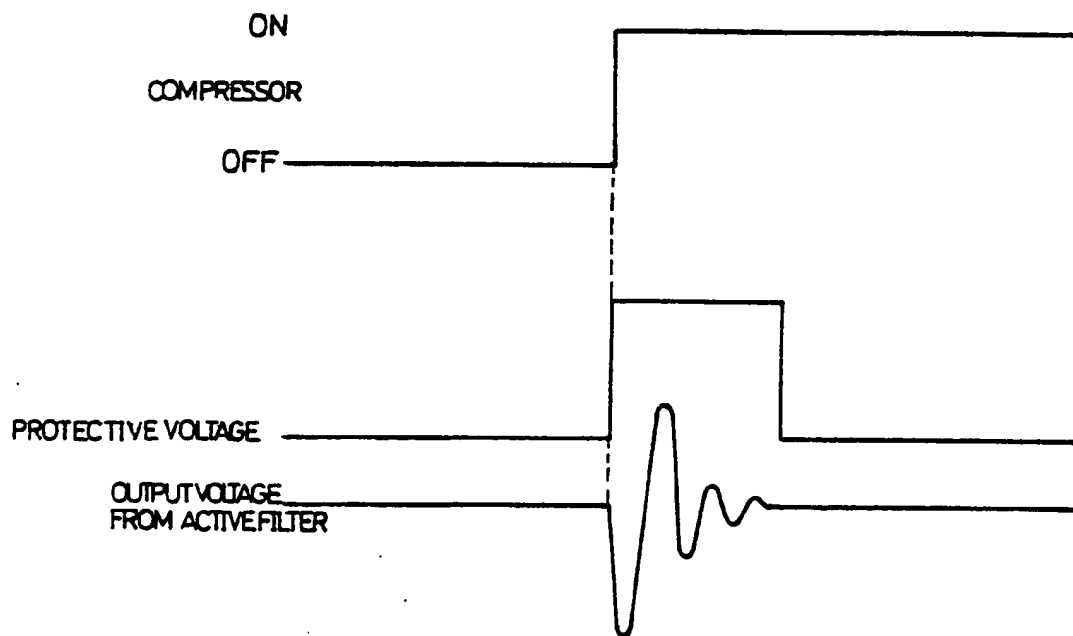 ON
COMPRESSOR
OFF
PROTECTIVE VOLTAGE
OUTPUT VOLTAGE
FROM ACTIVE FILTER